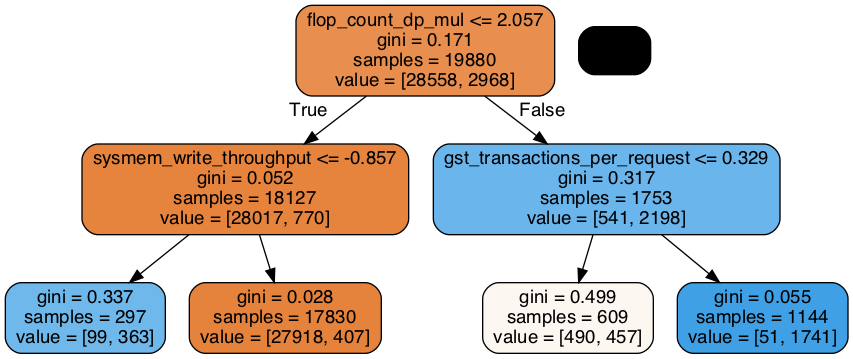 flop_count_dp_mul <= 2.057
gini = 0.171
samples = 19880
value = [28558, 2968]
True
False
sysmem_write_throughput <= -0.857
gini = 0.052
samples = 18127
value = [28017, 770]
gst_transactions_per_request <= 0.329
gini = 0.317
samples = 1753
value = [541, 2198]
gini = 0.337
samples = 297
value = [99, 363]
gini = 0.028
samples = 17830
value = [27918, 407]
gini = 0.499
samples = 609
value = [490, 457]
gini = 0.055
samples = 1144
value = [51, 1741]